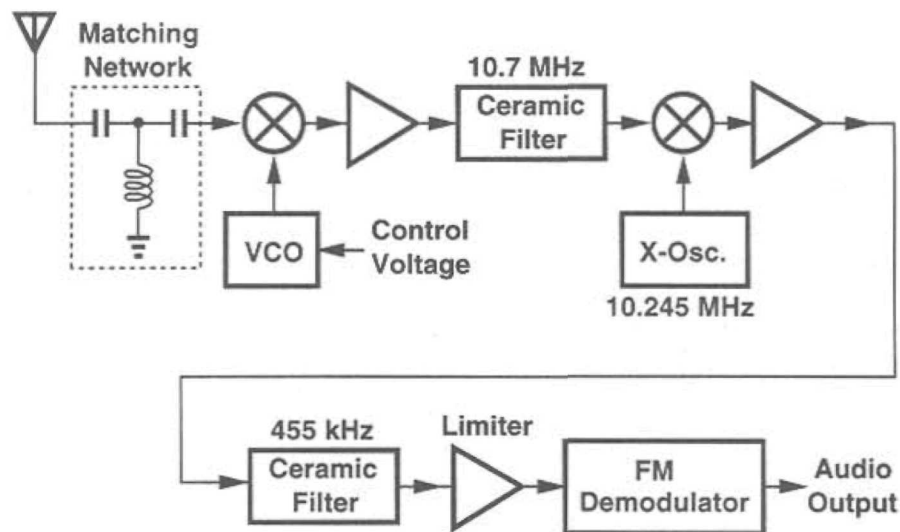 Matching
Network
10.7 MHz
Ceramic
Filter
VCO
Control
Voltage
X-Osc.
10.245 MHz
455 kHz
Ceramic
Filter
Limiter
FM
Demodulator
Audio
Output